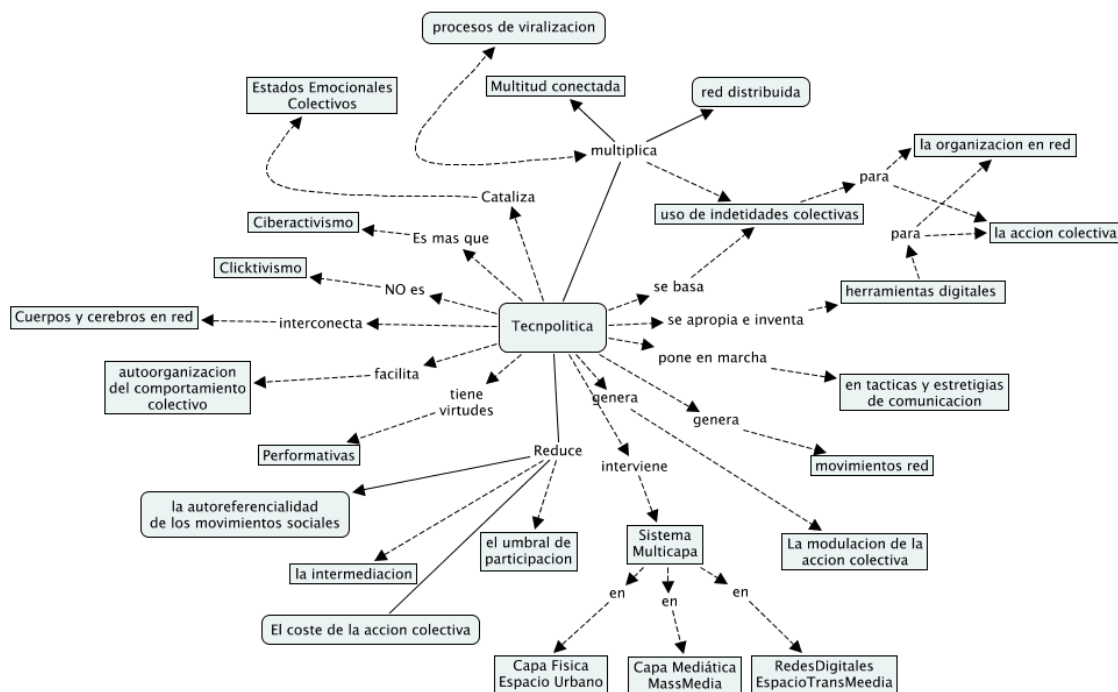 procesos de viralizacion
Estados Emocionales
Colectivos
Multitud conectada
red distribuida
multiplica
la organizacion en red
para
Cataliza
uso de indetidades colectivas
Ciberactivismo
Es mas que
para
la accion colectiva
Clicktivismo
NO es
se basa
herramientas digitales
Cuerpos y cerebros en red
interconecta
Tecnpolitica
se apropia e inventa
pone en marcha
autoorganizacion
del comportamiento
colectivo
facilita
tiene
virtudes
genera
en tacticas y estretigias
de comunicacion
genera
Performativas
Reduce
interviene
movimientos red
la autoreferencialidad
de los movimientos sociales
el umbral de
participacion
Sistema
Multicapa
La modulacion de la
accion colectiva
la intermediacion
en
en
en
El coste de la accion colectiva
Capa Fisica
Espacio Urbano
Capa Mediática
MassMedia
RedesDigitales
EspacioTransMeedia